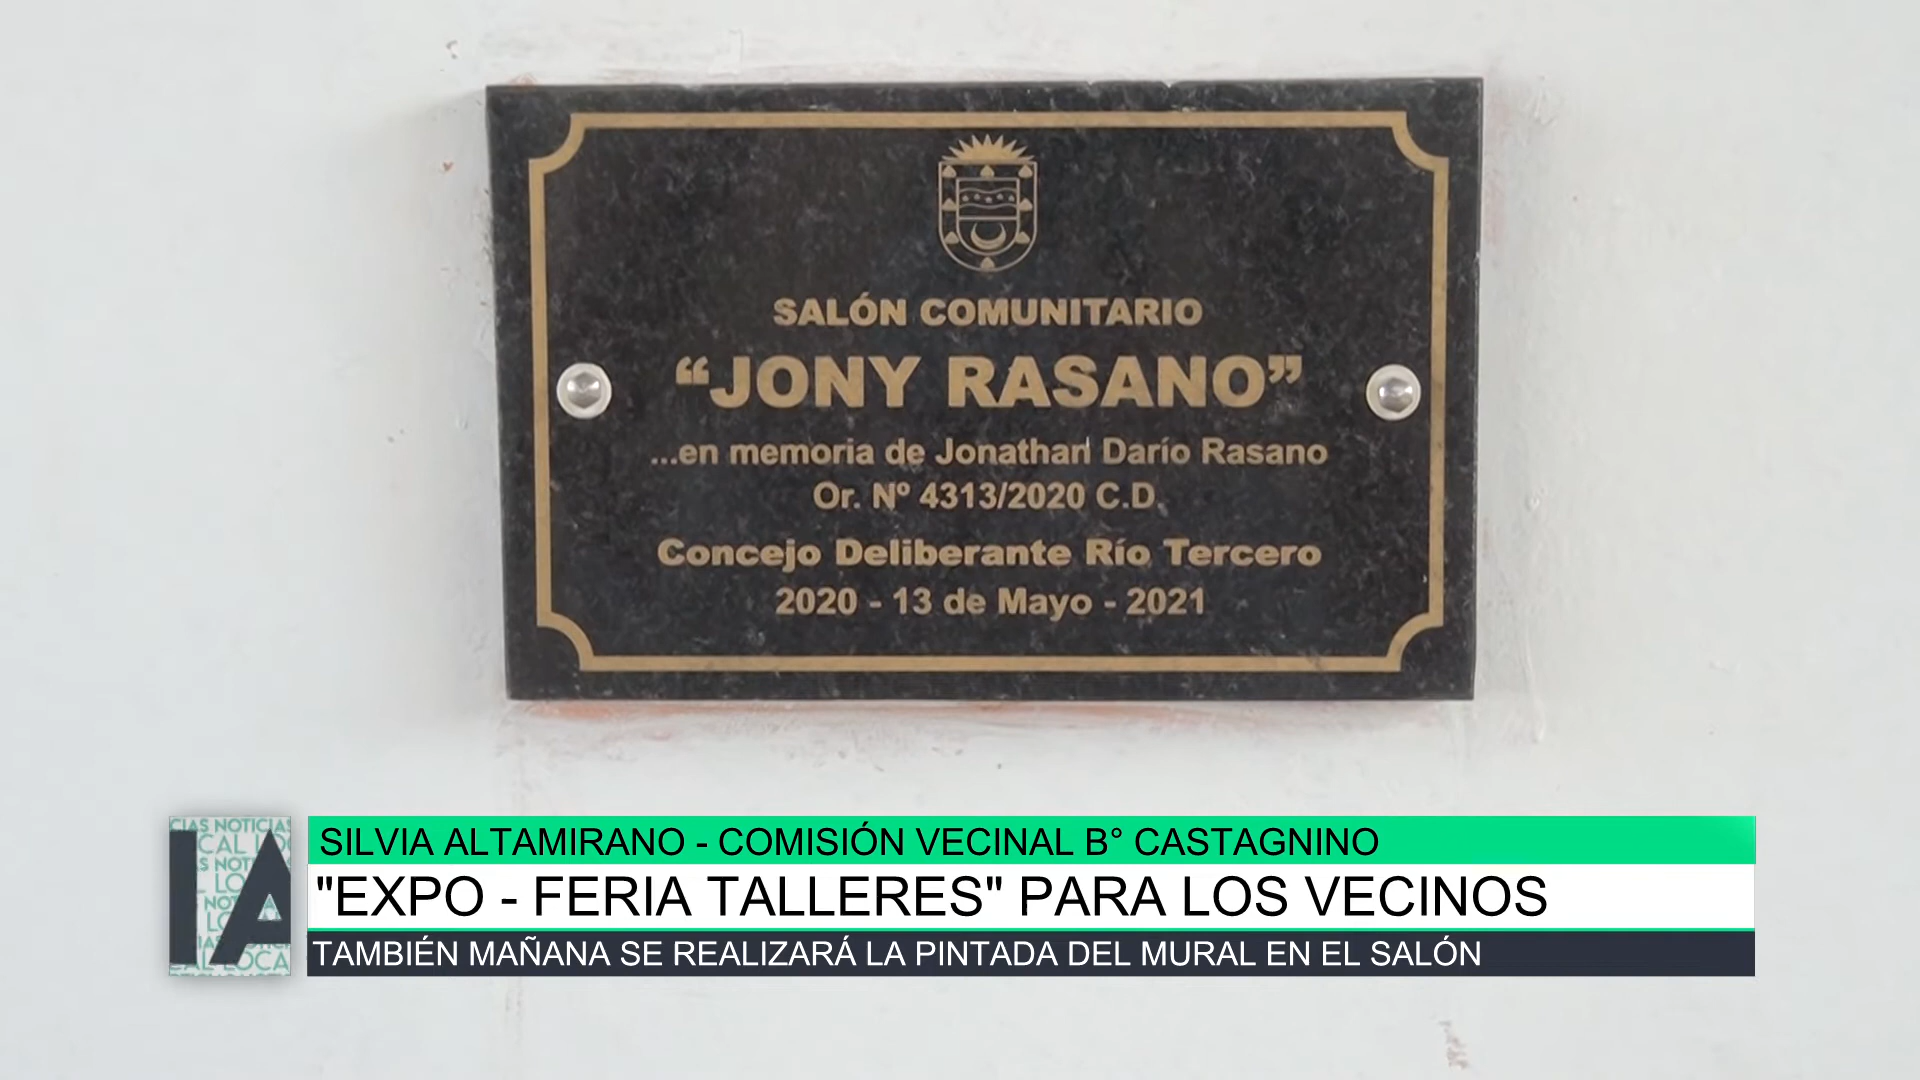 SALÓN COMUNITARIO
“JONY RASANO”
...en memoria de Jonathan Darío Rasano
Or. Nº 4313/2020 C.D.
Concejo Deliberante Río Tercero
2020 - 13 de Mayo - 2021
SILVIA ALTAMIRANO - COMISIÓN VECINAL B° CASTAGNINO
"EXPO - FERIA TALLERES" PARA LOS VECINOS
TAMBIÉN MAÑANA SE REALIZARÁ LA PINTADA DEL MURAL EN EL SALÓN
IA
NOTICIAS